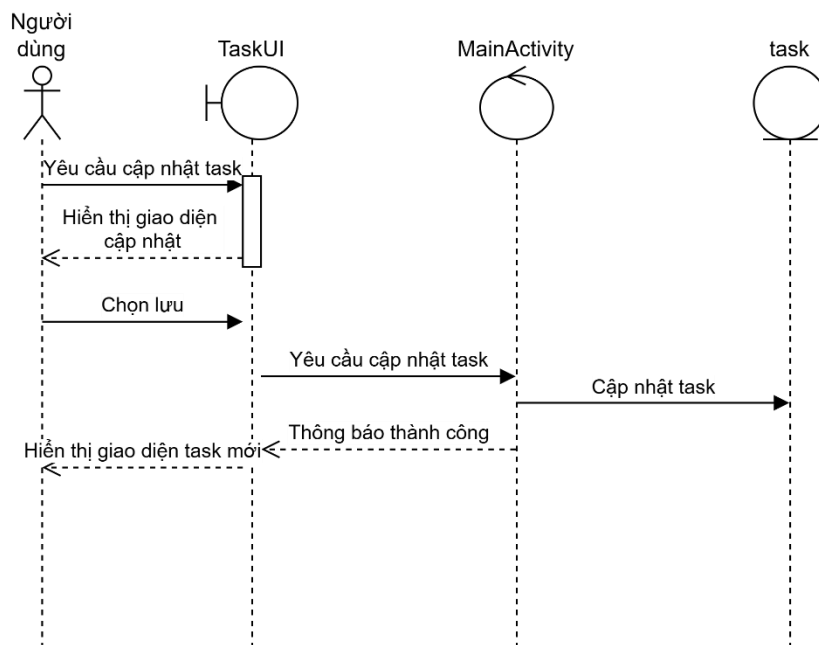 Người
dùng
TaskUI
MainActivity
task
Yêu cầu cập nhật task
Hiển thị giao diện
cập nhật
Chọn lưu
Yêu cầu cập nhật task
Cập nhật task
Thông báo thành công
Hiển thị giao diện task mới